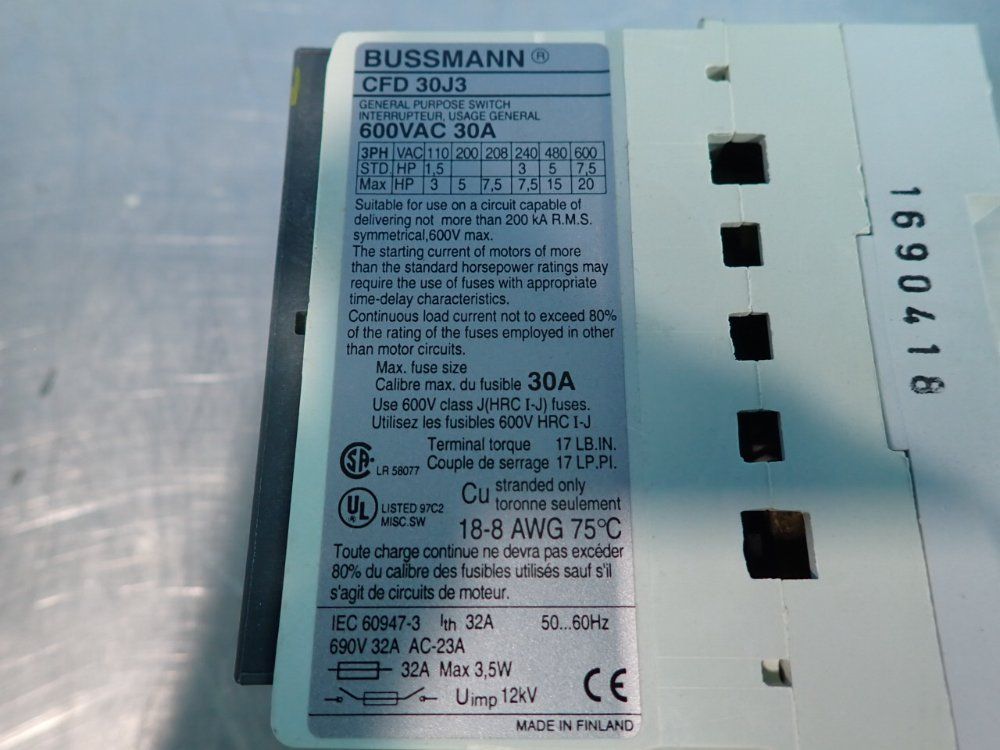 BUSSMANN ®
CFD 30J3
GENERAL PURPOSE SWITCH
INTERRUPTEUR, USAGE GENERAL
600VAC 30A
3PH VAC 110 200 208 240 480 600
STD. HP 1,5 3 5 7,5
Max HP 3 5 7,5 7,5 15 20
Suitable for use on a circuit capable of
delivering not more than 200 kA R.M.S.
symmetrical,600V max.
The starting current of motors of more
than the standard horsepower ratings may
require the use of fuses with appropriate
time-delay characteristics.
Continuous load current not to exceed 80%
of the rating of the fuses employed in other
than motor circuits.
Max. fuse size
Calibre max. du fusible 30A
Use 600V class J(HRC I-J) fuses.
Utilisez les fusibles 600V HRC I-J
SA LR 58077
Terminal torque 17 LB.IN.
Couple de serrage 17 LP.PI.
UL LISTED 97C2
MISC.SW
Cu stranded only
toronne seulement
18-8 AWG 75°C
Toute charge continue ne devra pas excéder
80% du calibre des fusibles utilisés sauf s'il
s'agit de circuits de moteur.
IEC 60947-3 Ith 32A 50...60Hz
690V 32A AC-23A
32A Max 3,5W
Uimp 12kV CE
MADE IN FINLAND
1690418